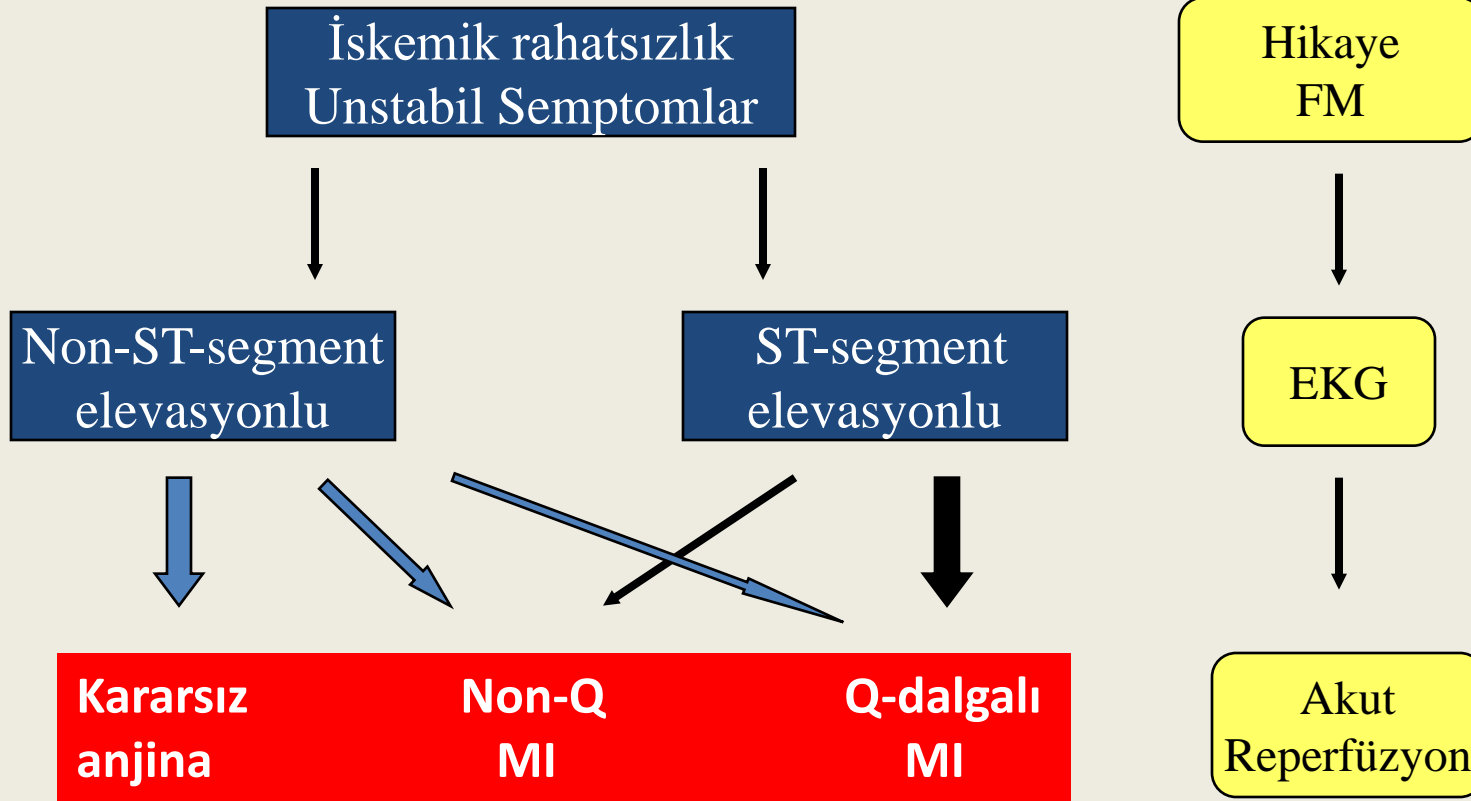 İskemik rahatsızlık
Unstabil Semptomlar
Hikaye
FM
Non-ST-segment
elevasyonlu
ST-segment
elevasyonlu
EKG
Kararsız
anjina
Non-Q
MI
Q-dalgalı
MI
Akut
Reperfüzyon